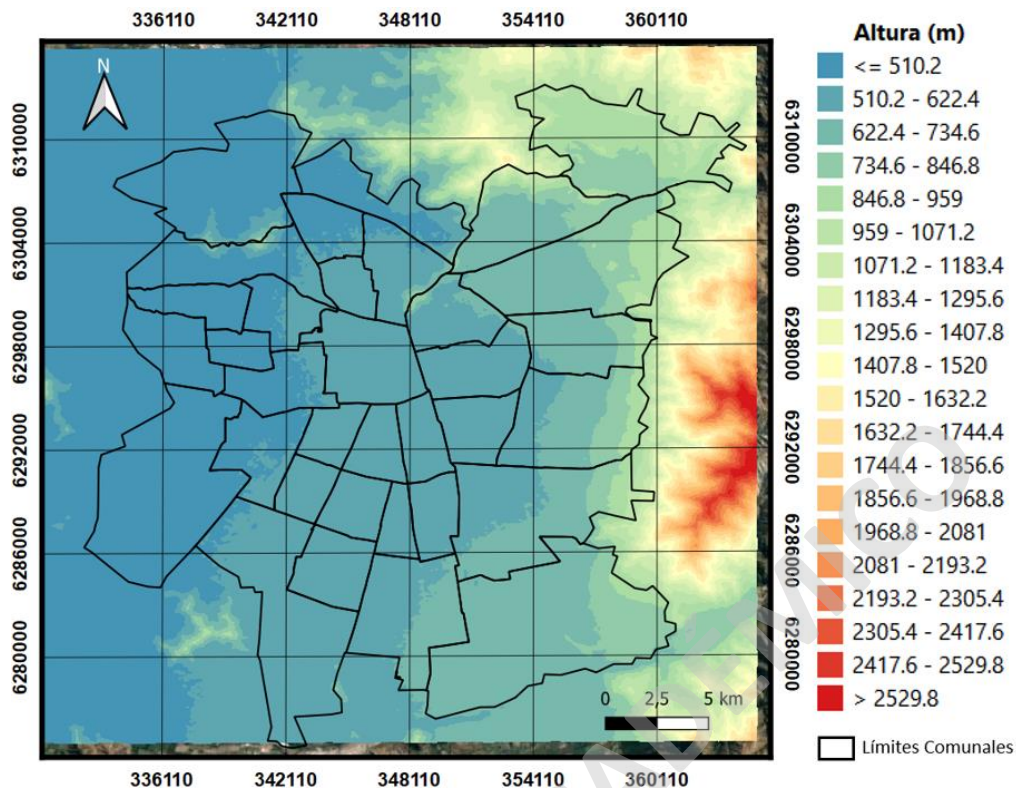 336110 342110 348110 354110 360110
N
6310000
6304000
6298000
6292000
6286000
6280000
6310000
6304000
6298000
6292000
6286000
6280000
0 2,5 5 km
336110 342110 348110 354110 360110
Altura (m)
<= 510.2
510.2 - 622.4
622.4 - 734.6
734.6 - 846.8
846.8 - 959
959 - 1071.2
1071.2 - 1183.4
1183.4 - 1295.6
1295.6 - 1407.8
1407.8 - 1520
1520 - 1632.2
1632.2 - 1744.4
1744.4 - 1856.6
1856.6 - 1968.8
1968.8 - 2081
2081 - 2193.2
2193.2 - 2305.4
2305.4 - 2417.6
2417.6 - 2529.8
> 2529.8
Límites Comunales